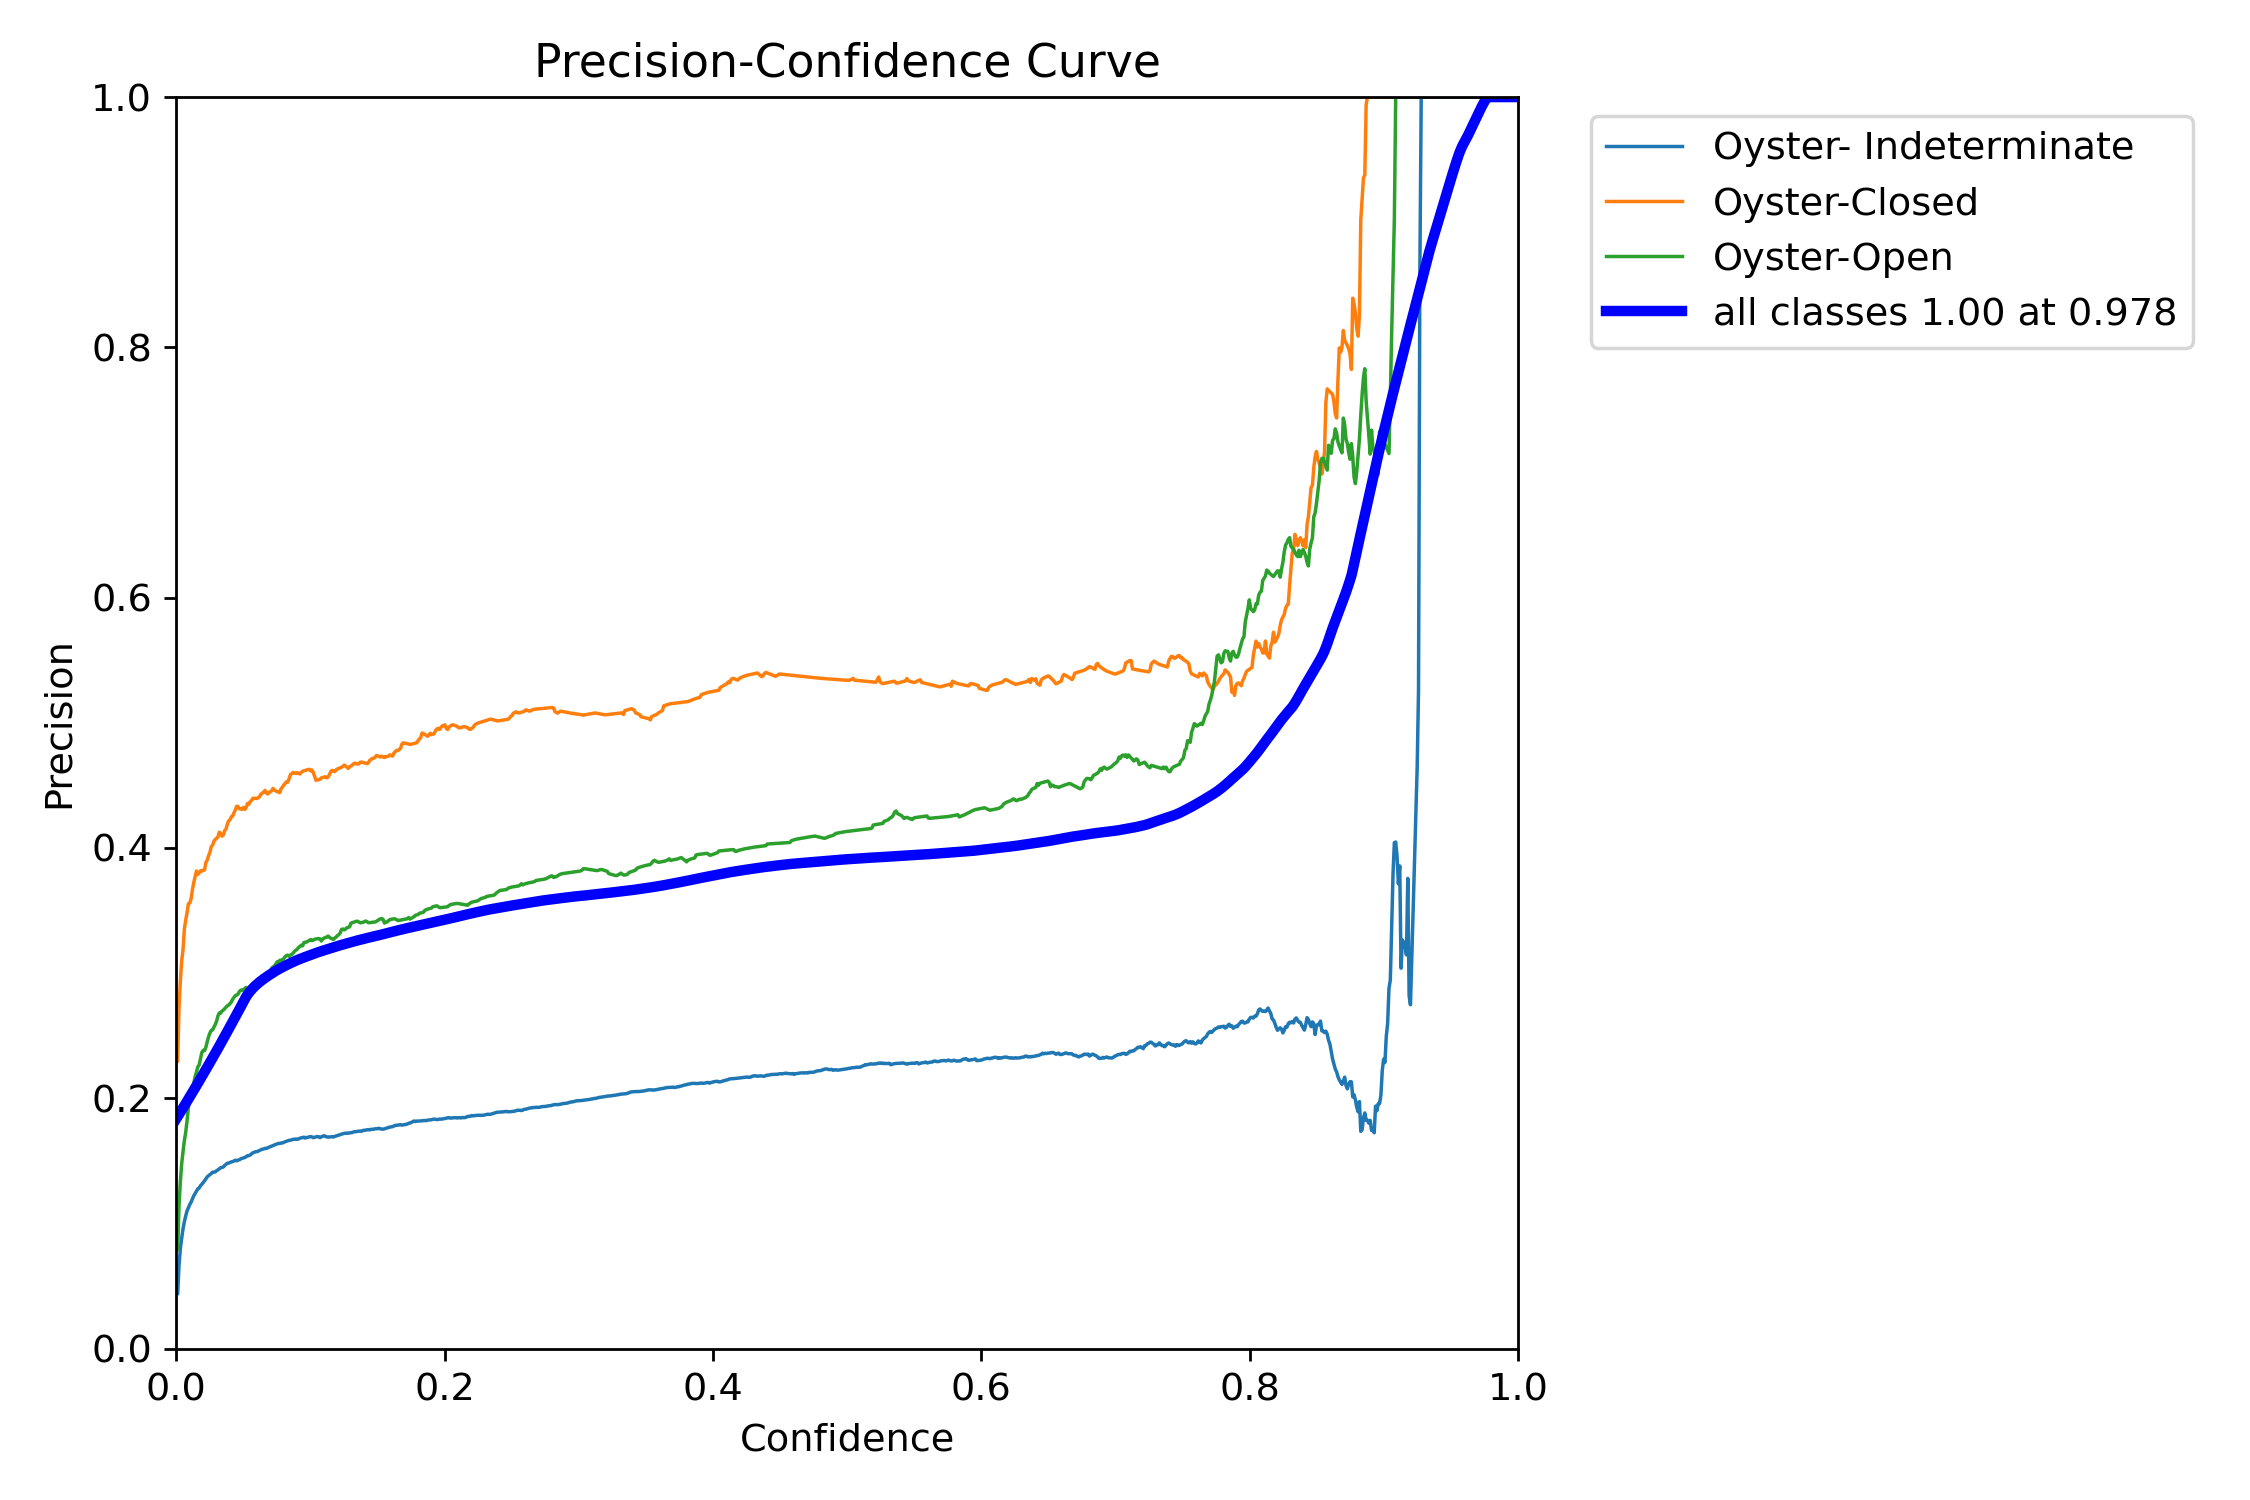 Precision-Confidence Curve
1.0
0.8
0.6
0.4
0.2
0.0
Precision
0.0 0.2 0.4 0.6 0.8 1.0
Confidence
Oyster- Indeterminate
Oyster-Closed
Oyster-Open
all classes 1.00 at 0.978